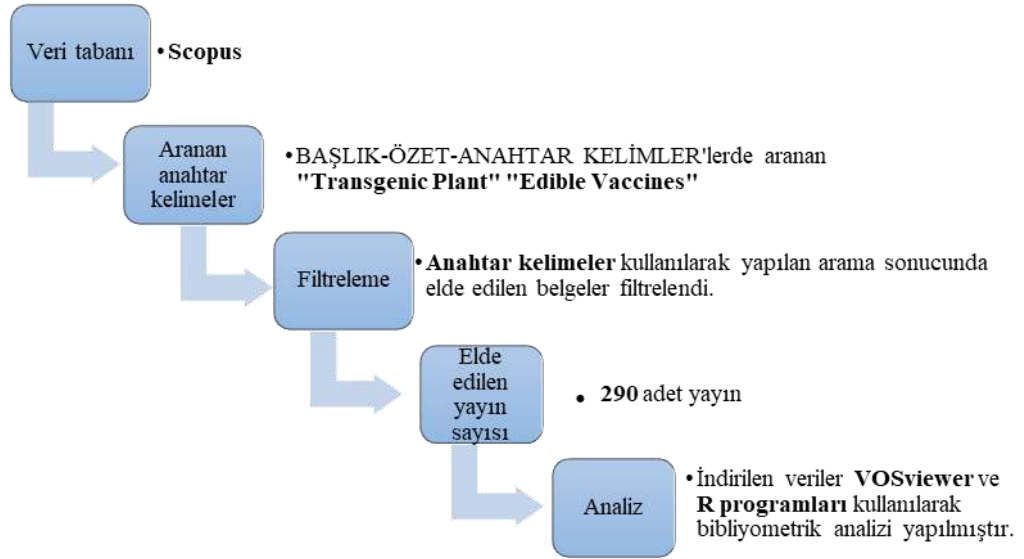 Veri tabanı
• Scopus
Aranan
anahtar
kelimeler
• BAŞLIK-ÖZET-ANAHTAR KELİMLER'lerde aranan
"Transgenic Plant" "Edible Vaccines"
Filtreleme
• Anahtar kelimeler kullanılarak yapılan arama sonucunda
elde edilen belgeler filtrelendi.
Elde
edilen
yayın
sayısı
• 290 adet yayın
Analiz
• İndirilen veriler VOSviewer ve
R programları kullanılarak
bibliyometrik analizi yapılmıştır.